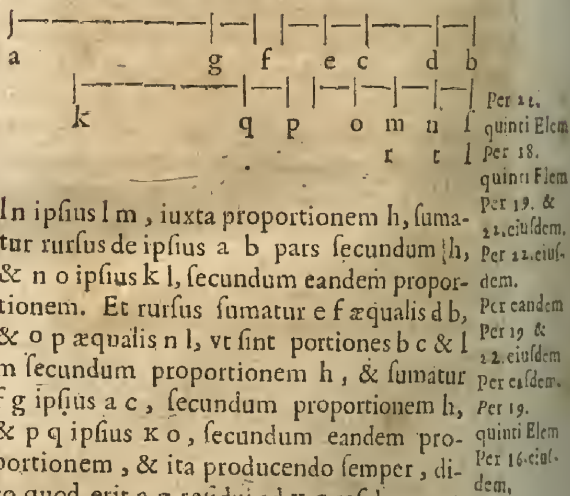 a g f e c d b
k q p o m n l
r t l
In ipſius l m , iuxta proportionem h, ſuma-
tur rurſus de ipſius a b pars ſecundum h,
& n o ipſius k l, ſecundum eandem propor-
tionem. Et rurſus ſumatur e f æqualis d b,
& o p æqualis n l, vt ſint portiones b c & l
m ſecundum proportionem h , & ſumatur
f g ipſius a c , ſecundum proportionem h,
& p q ipſius K o , ſecundum eandem pro-
portionem , & ita producendo ſemper , di-
quod erit
Per 21.
quinti Elem
Per 18.
quinti Elem
Per 19. &
22.eiuſdem.
Per 12.eiuſ-
dem.
Per eandem
Per 19 &
22.eiuſdem
Per eaſdem.
Per 19.
quinti Elem
Per 16.eiuſ-
dem,